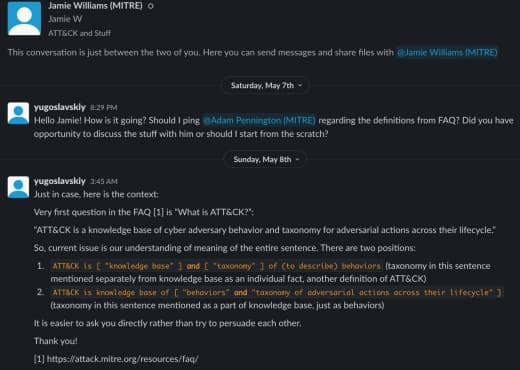 Jamie Williams (MITRE)
Jamie W
ATT&CK and Stuff
This conversation is just between the two of you. Here you can send messages and share files with @Jamie Williams (MITRE)
Saturday, May 7th
yugoslavskiy 8:29 PM
Hello Jamie! How is it going? Should I ping @Adam Pennington (MITRE) regarding the definitions from FAQ? Did you have
opportunity to discuss the stuff with him or should I start from the scratch?
Sunday, May 8th
yugoslavskiy 3:45 AM
Just in case, here is the context:
Very first question in the FAQ [1] is "What is ATT&CK?":
"ATT&CK is a knowledge base of cyber adversary behavior and taxonomy for adversarial actions across their lifecycle."
So, current issue is our understanding of meaning of the entire sentence. There are two positions:
1. ATT&CK is [ "knowledge base" ] and [ "taxonomy" ] of (to describe) behaviors (taxonomy in this sentence
mentioned separately from knowledge base as an individual fact, another definition of ATT&CK)
2. ATT&CK is knowledge base of [ "behaviors" and "taxonomy of adversarial actions across their lifecycle" ]
(taxonomy in this sentence mentioned as a part of knowledge base, just as behaviors)
It is easier to ask you directly rather than try to persuade each other.
Thank you!
[1] https://attack.mitre.org/resources/faq/